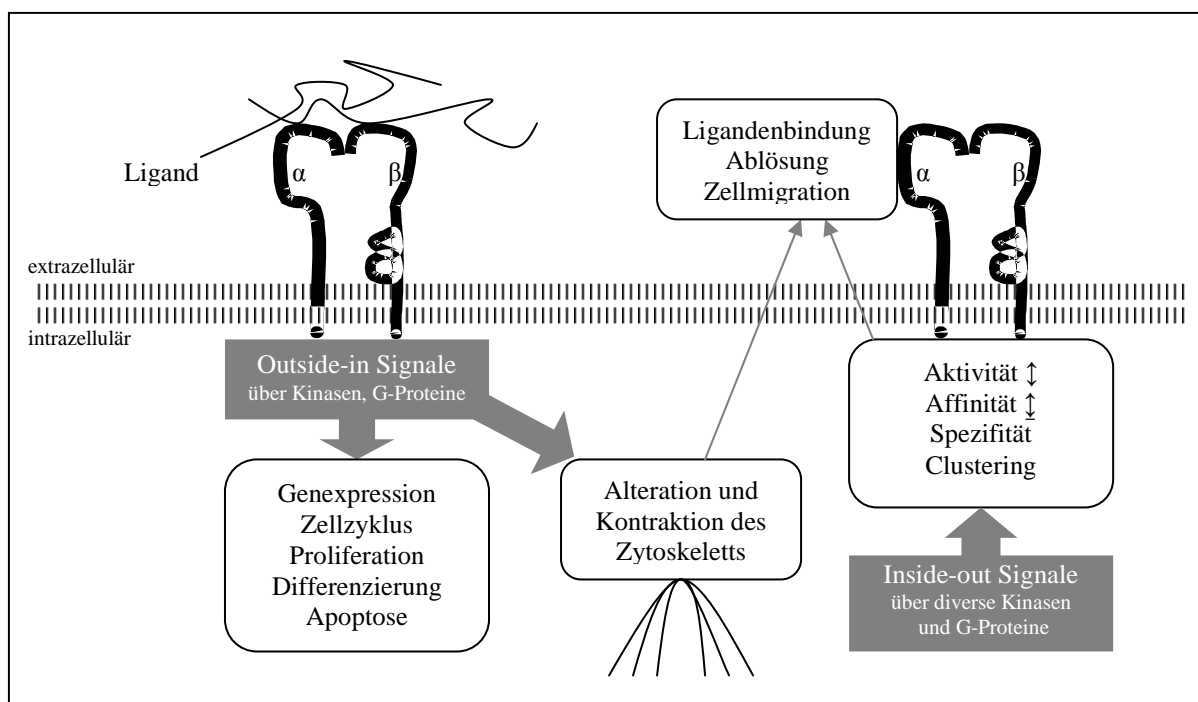 Ligand
α
β
extrazellulär
intrazellulär
Outside-in Signale
über Kinasen, G-Proteine
Genexpression
Zellzyklus
Proliferation
Differenzierung
Apoptose
Alteration und
Kontraktion des
Zytoskeletts
Ligandenbindung
Ablösung
Zellmigration
α
β
Aktivität ↕
Affinität ↕
Spezifität
Clustering
Inside-out Signale
über diverse Kinasen
und G-Proteine